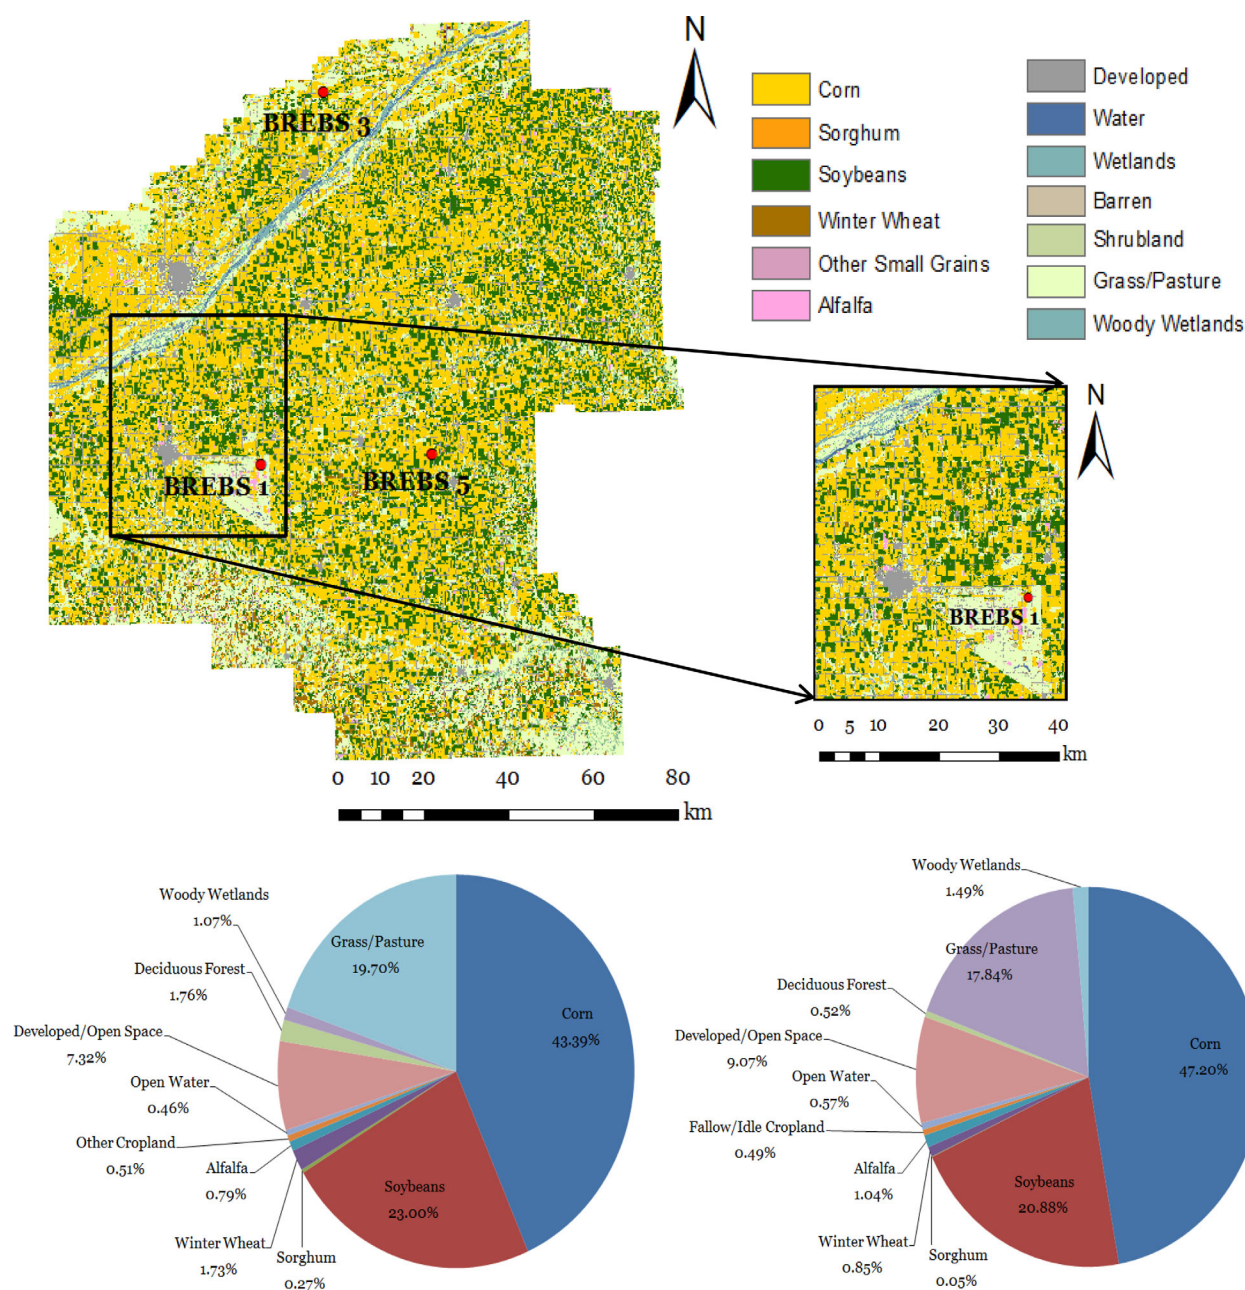 N
BREBS 3
BREBS 1
BREBS 5
0 10 20 40 60 80
km
Corn
Sorghum
Soybeans
Winter Wheat
Other Small Grains
Alfalfa
Developed
Water
Wetlands
Barren
Shrubland
Grass/Pasture
Woody Wetlands
N
BREBS 1
0 5 10 20 30 40
km
Woody Wetlands
1.07%
Grass/Pasture
19.70%
Deciduous Forest
1.76%
Corn
43.39%
Developed/Open Space
7.32%
Open Water
0.46%
Other Cropland
0.51%
Alfalfa
0.79%
Soybeans
23.00%
Winter Wheat
1.73%
Sorghum
0.27%
Woody Wetlands
1.49%
Grass/Pasture
17.84%
Deciduous Forest
0.52%
Developed/Open Space
9.07%
Corn
47.20%
Open Water
0.57%
Fallow/Idle Cropland
0.49%
Alfalfa
1.04%
Soybeans
20.88%
Winter Wheat
0.85%
Sorghum
0.05%